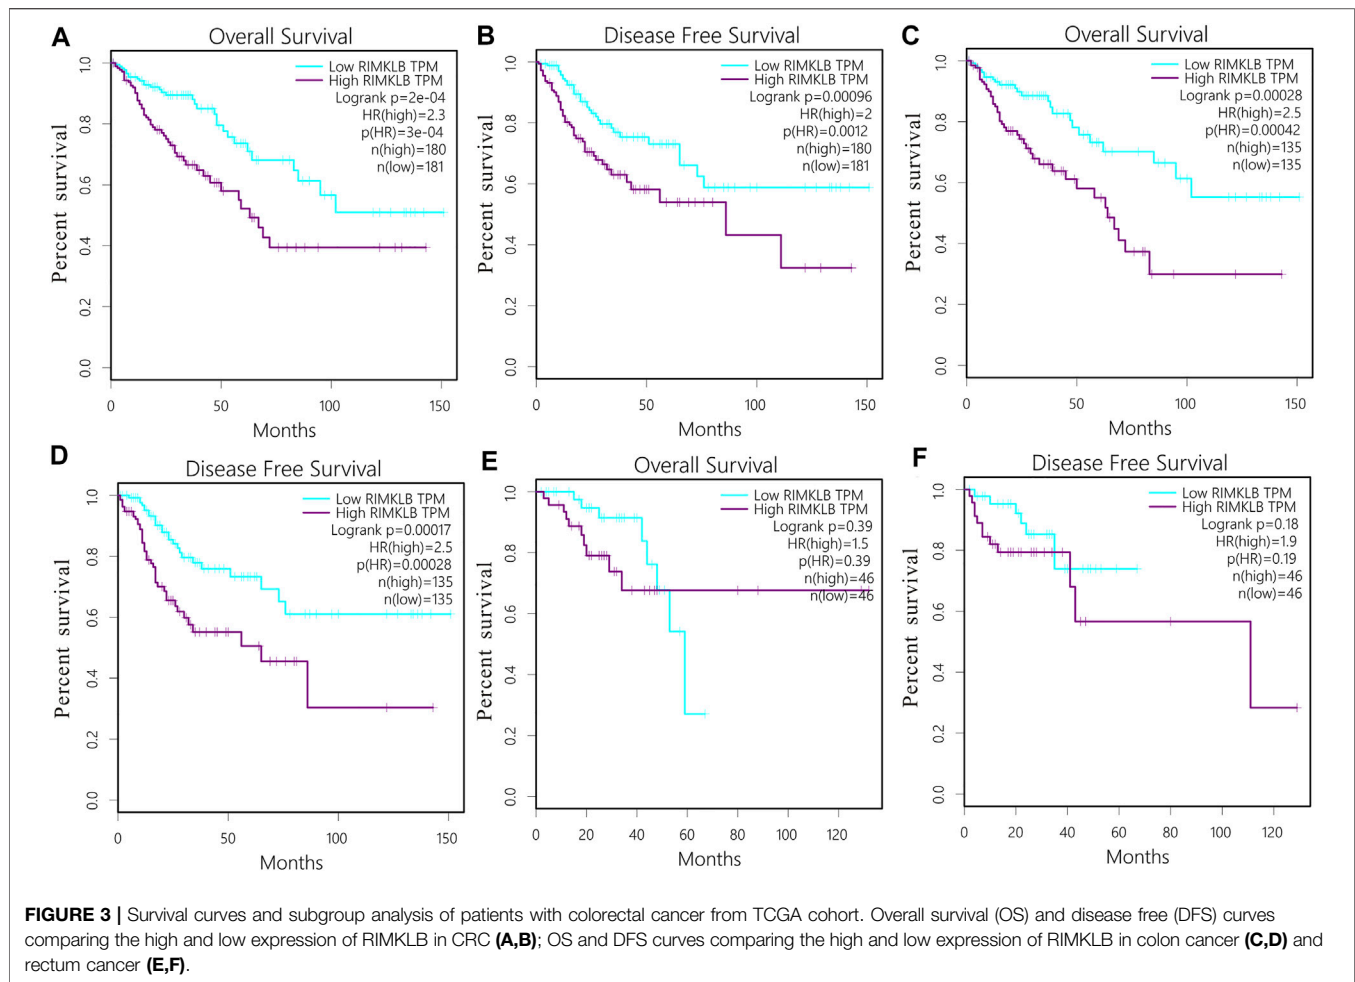 A
Overall Survival
Low RIMKLB TPM
High RIMKLB TPM
Logrank p=2e-04
HR(high)=2.3
p(HR)=3e-04
n(high)=180
n(low)=181
Percent survival
1.0
0.8
0.6
0.4
0.2
0.0
0 50 100 150
Months
B
Disease Free Survival
Low RIMKLB TPM
High RIMKLB TPM
Logrank p=0.00096
HR(high)=2
p(HR)=0.0012
n(high)=180
n(low)=181
Percent survival
1.0
0.8
0.6
0.4
0.2
0.0
0 50 100 150
Months
C
Overall Survival
Low RIMKLB TPM
High RIMKLB TPM
Logrank p=0.00028
HR(high)=2.5
p(HR)=0.00042
n(high)=135
n(low)=135
Percent survival
1.0
0.8
0.6
0.4
0.2
0.0
0 50 100 150
Months
D
Disease Free Survival
Low RIMKLB TPM
High RIMKLB TPM
Logrank p=0.00017
HR(high)=2.5
p(HR)=0.00028
n(high)=135
n(low)=135
Percent survival
1.0
0.8
0.6
0.4
0.2
0.0
0 50 100 150
Months
E
Overall Survival
Low RIMKLB TPM
High RIMKLB TPM
Logrank p=0.39
HR(high)=1.5
p(HR)=0.39
n(high)=46
n(low)=46
Percent survival
1.0
0.8
0.6
0.4
0.2
0.0
0 20 40 60 80 100 120
Months
F
Disease Free Survival
Low RIMKLB TPM
High RIMKLB TPM
Logrank p=0.18
HR(high)=1.9
p(HR)=0.19
n(high)=46
n(low)=46
Percent survival
1.0
0.8
0.6
0.4
0.2
0.0
0 20 40 60 80 100 120
Months
FIGURE 3 | Survival curves and subgroup analysis of patients with colorectal cancer from TCGA cohort. Overall survival (OS) and disease free (DFS) curves
comparing the high and low expression of RIMKLB in CRC (A,B); OS and DFS curves comparing the high and low expression of RIMKLB in colon cancer (C,D) and
rectum cancer (E,F).